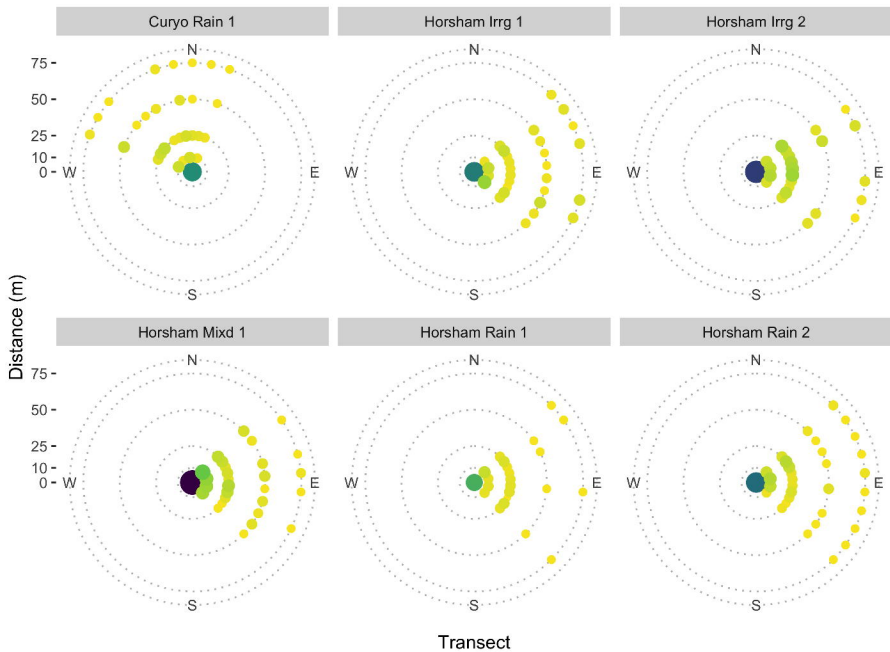 Curyo Rain 1
Horsham Irrg 1
Horsham Irrg 2
N
N
N
75
50
25
10
0
W
W
E
W
E
E
S
S
S
Distance (m)
Horsham Mixd 1
Horsham Rain 1
Horsham Rain 2
N
N
N
75
50
25
10
0
W
E
W
E
W
E
S
S
S
Transect